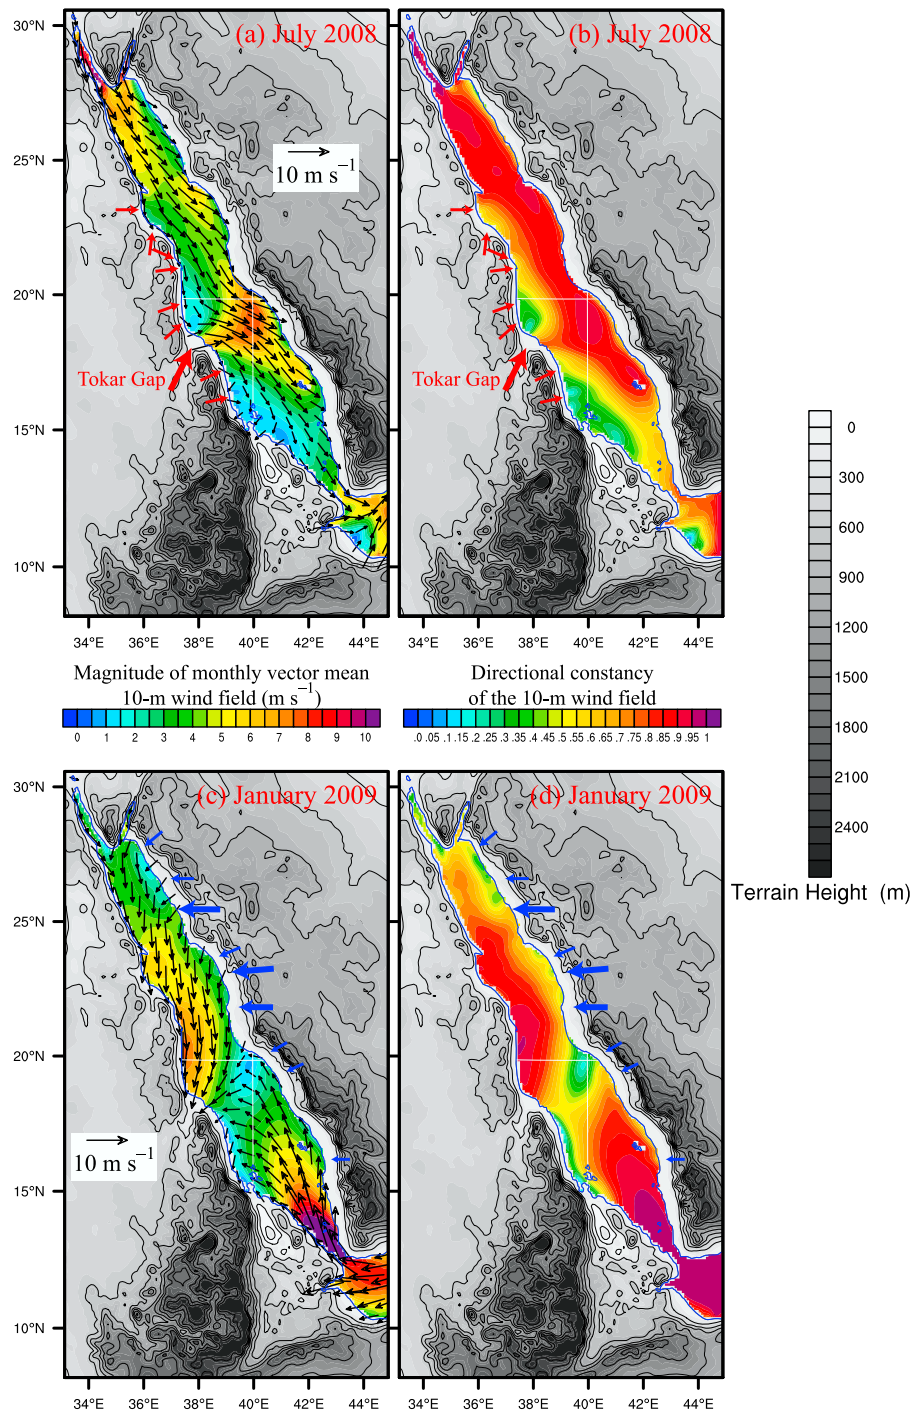 (a) July 2008
(b) July 2008
30°N
25°N
20°N
15°N
10°N
10 m s⁻¹
Tokar Gap
Tokar Gap
34°E 36°E 38°E 40°E 42°E 44°E
34°E 36°E 38°E 40°E 42°E 44°E
Magnitude of monthly vector mean
10-m wind field (m s⁻¹)
0 1 2 3 4 5 6 7 8 9 10
Directional constancy
of the 10-m wind field
.0 .05 .1 .15 .2 .25 .3 .35 .4 .45 .5 .55 .6 .65 .7 .75 .8 .85 .9 .95 1
0
300
600
900
1200
1500
1800
2100
2400
Terrain Height (m)
(c) January 2009
(d) January 2009
30°N
25°N
20°N
15°N
10°N
10 m s⁻¹
34°E 36°E 38°E 40°E 42°E 44°E
34°E 36°E 38°E 40°E 42°E 44°E